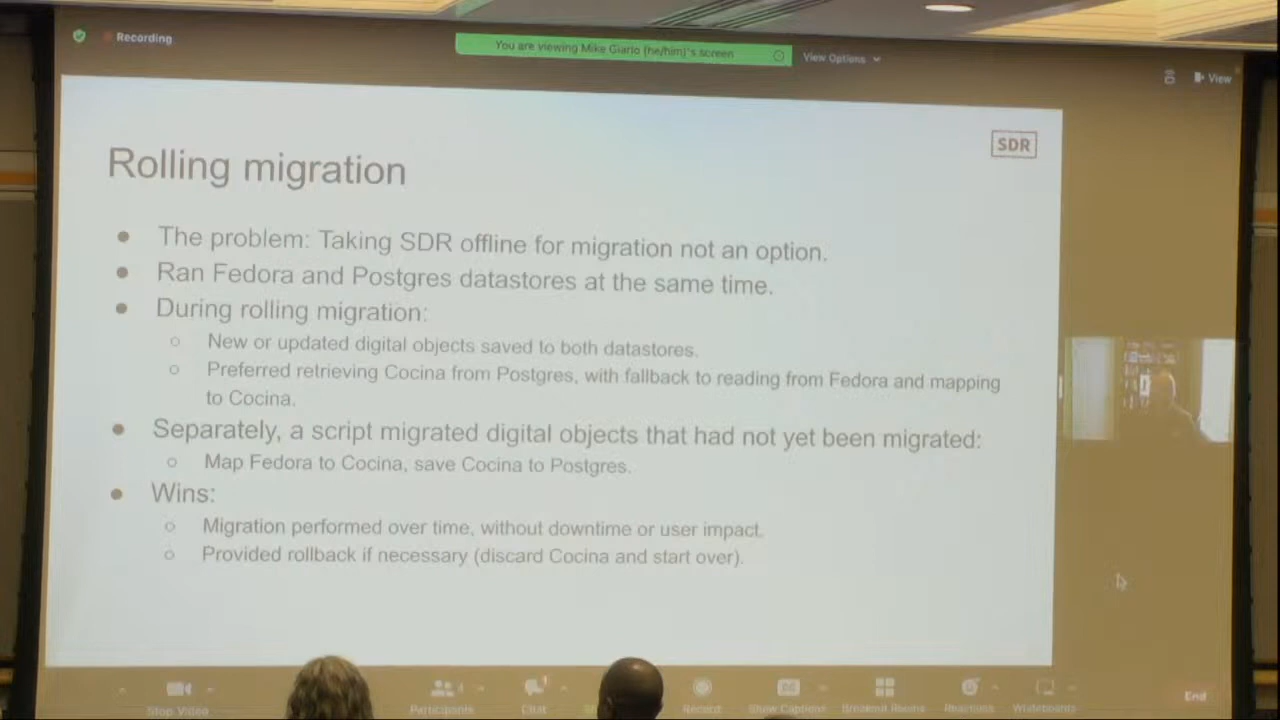 Recording
You are viewing Mike Giarlo (he/him)'s screen
View Options
View
SDR
Rolling migration
● The problem: Taking SDR offline for migration not an option.
● Ran Fedora and Postgres datastores at the same time.
● During rolling migration:
○ New or updated digital objects saved to both datastores.
○ Preferred retrieving Cocina from Postgres, with fallback to reading from Fedora and mapping
to Cocina.
● Separately, a script migrated digital objects that had not yet been migrated:
○ Map Fedora to Cocina, save Cocina to Postgres.
● Wins:
○ Migration performed over time, without downtime or user impact.
○ Provided rollback if necessary (discard Cocina and start over).
Stop Video
Participants
Chat
Record
Show Captions
Breakout Rooms
Reactions
Whiteboards
End